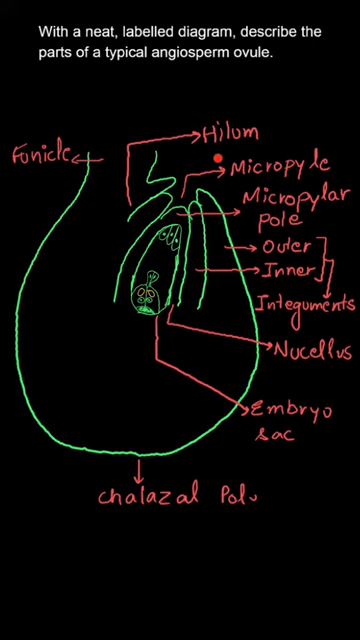 With a neat, labelled diagram, describe the
parts of a typical angiosperm ovule.
Hilum
Funicle
Micropyle
Micropylar
pole
Outer
Inner
Integuments
Nucellus
Embryo
sac
Chalazal Pol